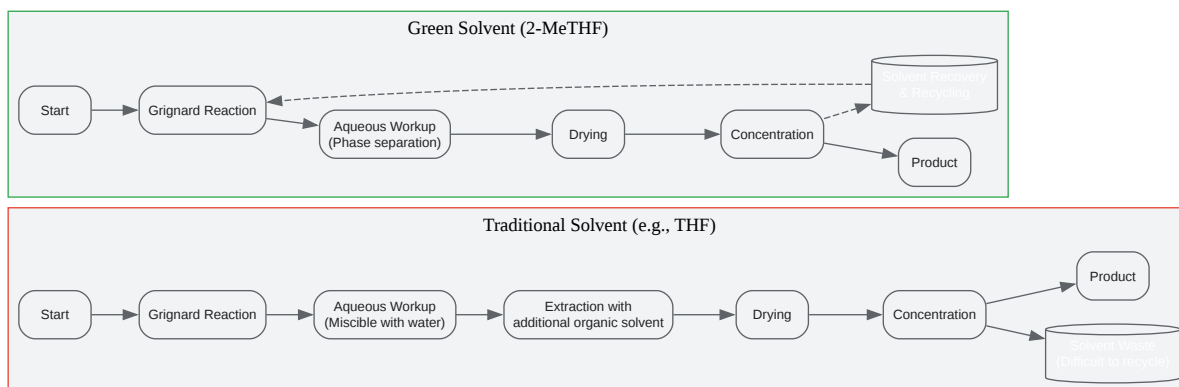 Green Solvent (2-MeTHF)
Start
Grignard Reaction
Aqueous Workup
(Phase separation)
Drying
Concentration
Solvent Recovery
& Recycling
Product
Traditional Solvent (e.g., THF)
Start
Grignard Reaction
Aqueous Workup
(Miscible with water)
Extraction with
additional organic solvent
Drying
Concentration
Product
Solvent Waste
(Difficult to recycle)